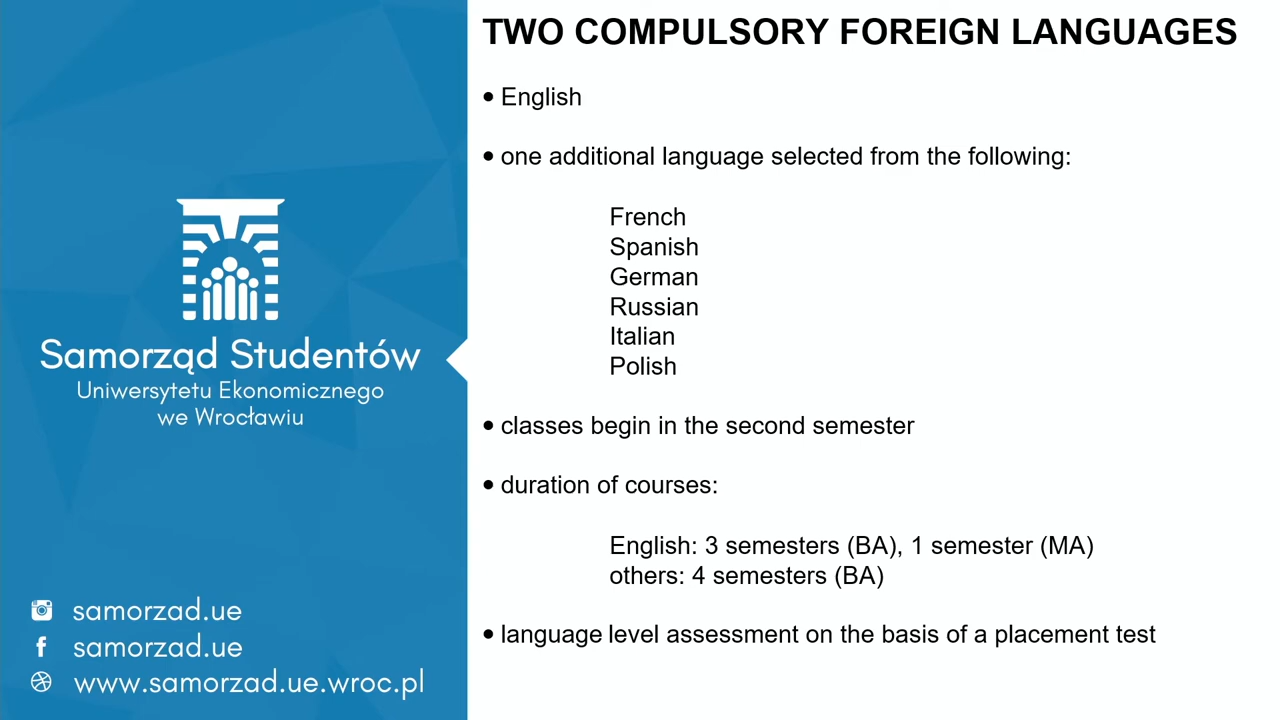 TWO COMPULSORY FOREIGN LANGUAGES
• English
• one additional language selected from the following:
French
Spanish
German
Russian
Italian
Polish
• classes begin in the second semester
• duration of courses:
English: 3 semesters (BA), 1 semester (MA)
others: 4 semesters (BA)
• language level assessment on the basis of a placement test
Samorząd Studentów
Uniwersytetu Ekonomicznego
we Wrocławiu
samorzad.ue
samorzad.ue
www.samorzad.ue.wroc.pl